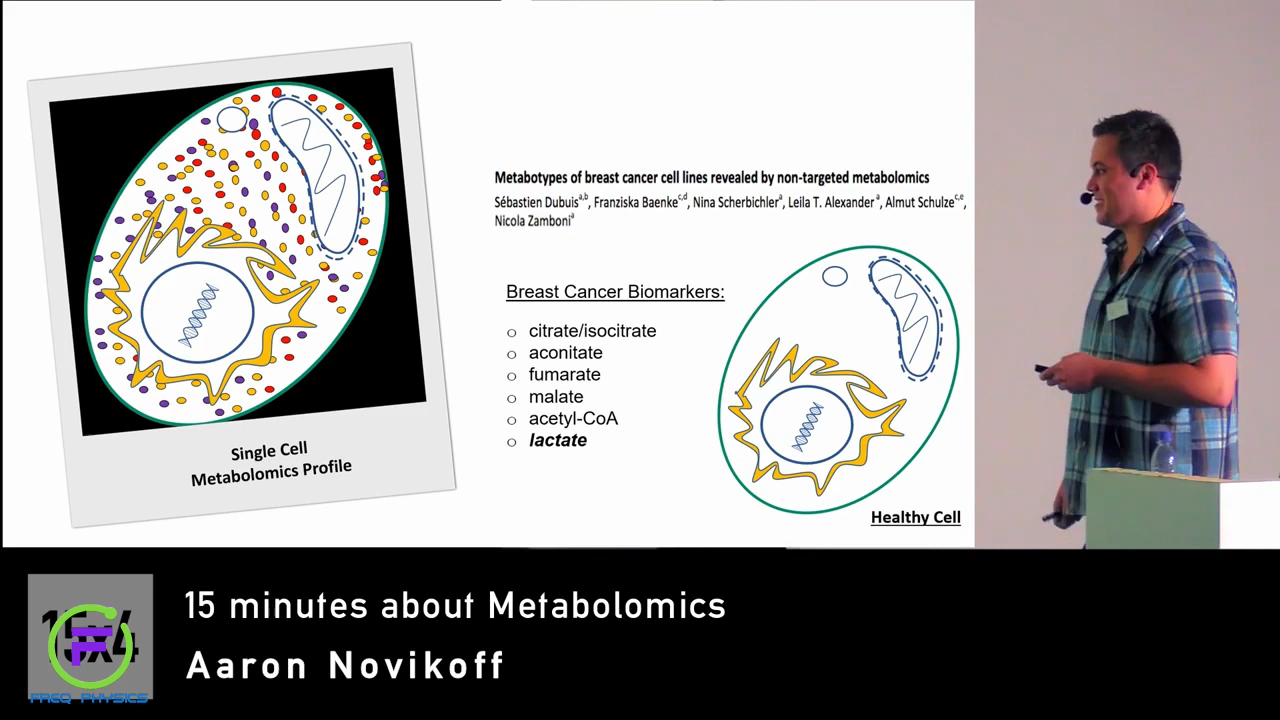 Metabotypes of breast cancer cell lines revealed by non-targeted metabolomics
Sébastien Dubuis a,b, Franziska Baenke c,d, Nina Scherbichler a, Leila T. Alexander a, Almut Schulze c,e,
Nicola Zamboni a
Breast Cancer Biomarkers:
o citrate/isocitrate
o aconitate
o fumarate
o malate
o acetyl-CoA
o lactate
Single Cell
Metabolomics Profile
Healthy Cell
15x4
FREQ PHYSICS
15 minutes about Metabolomics
Aaron Novikoff